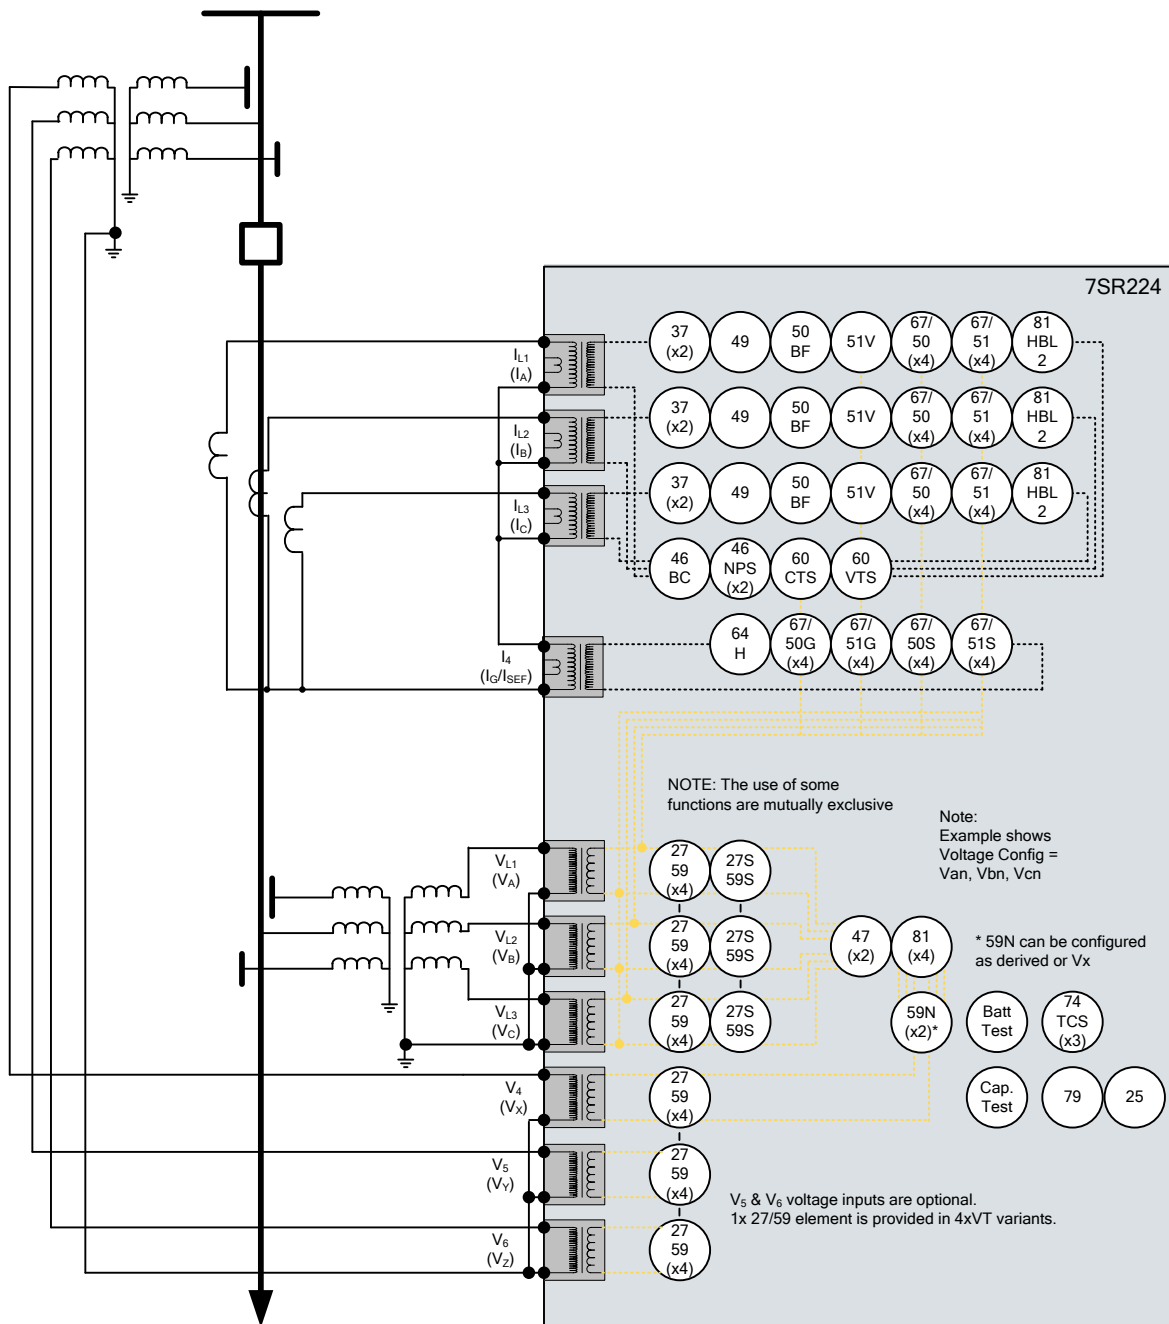 7SR224
IL1
(IA)
37
(x2)
49
50
BF
51V
67/
50
(x4)
67/
51
(x4)
81
HBL
2
IL2
(IB)
37
(x2)
49
50
BF
51V
67/
50
(x4)
67/
51
(x4)
81
HBL
2
IL3
(IC)
37
(x2)
49
50
BF
51V
67/
50
(x4)
67/
51
(x4)
81
HBL
2
46
BC
46
NPS
(x2)
60
CTS
60
VTS
I4
(IG/ISEF)
64
H
67/
50G
(x4)
67/
51G
(x4)
67/
50S
(x4)
67/
51S
(x4)
NOTE: The use of some
functions are mutually exclusive
Note:
Example shows
Voltage Config =
Van, Vbn, Vcn
VL1
(VA)
27
59
(x4)
27S
59S
VL2
(VB)
27
59
(x4)
27S
59S
47
(x2)
81
(x4)
* 59N can be configured
as derived or Vx
VL3
(VC)
27
59
(x4)
27S
59S
59N
(x2)*
Batt
Test
74
TCS
(x3)
V4
(VX)
27
59
(x4)
Cap.
Test
79
25
V5
(VY)
27
59
(x4)
V5 & V6 voltage inputs are optional.
1x 27/59 element is provided in 4xVT variants.
V6
(VZ)
27
59
(x4)